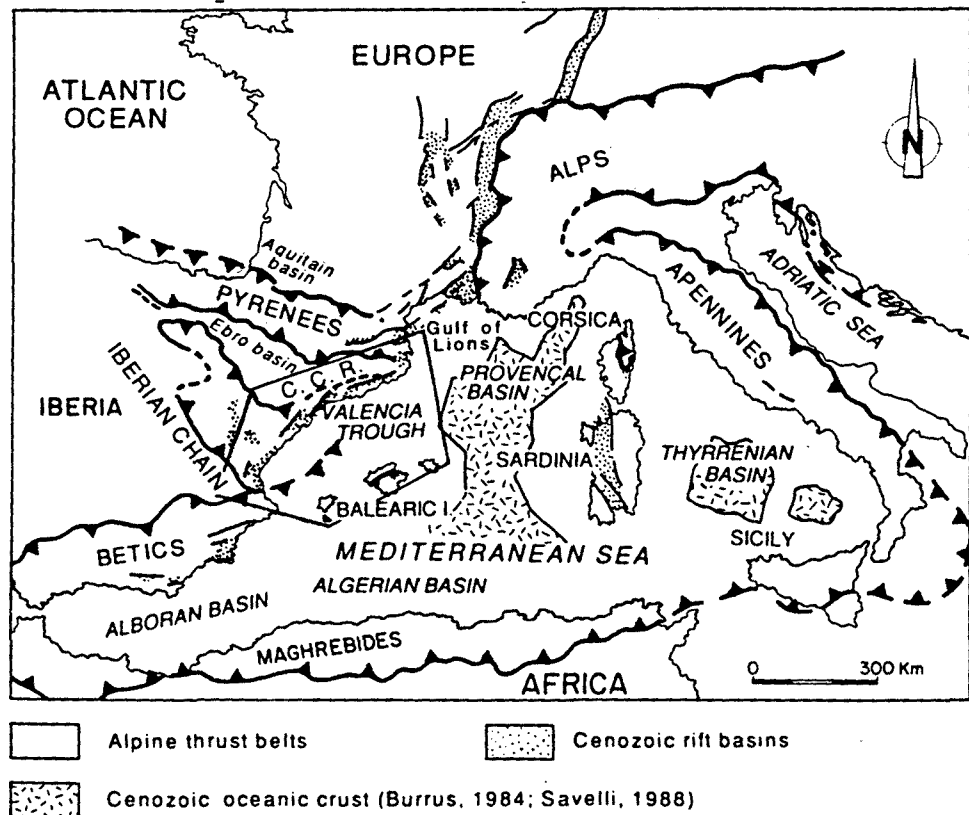 EUROPE
ATLANTIC
OCEAN
N
ALPS
Aquitain
basin
PYRENEES
Ebro basin
Gulf of
Lions
CORSICA
APENNINES
ADRIATIC SEA
C. C. R.
PROVENÇAL
BASIN
IBERIA
IBERIAN CHAIN
VALENCIA
TROUGH
SARDINIA
THYRRENIAN
BASIN
BALEARIC I.
SICILY
BETICS
MEDITERRANEAN SEA
ALGERIAN BASIN
ALBORAN BASIN
MAGHREBIDES
AFRICA
0 300 Km
Alpine thrust belts
Cenozoic rift basins
Cenozoic oceanic crust (Burrus, 1984; Savelli, 1988)